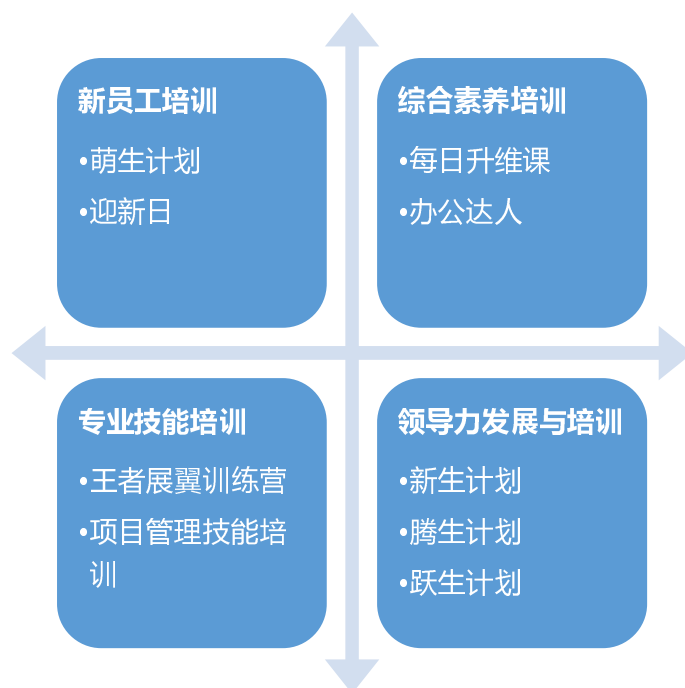 新员工培训
•萌生计划
•迎新日
综合素养培训
•每日升维课
•办公达人
专业技能培训
•王者展翼训练营
•项目管理技能培
训
领导力发展与培训
•新生计划
•腾生计划
•跃生计划